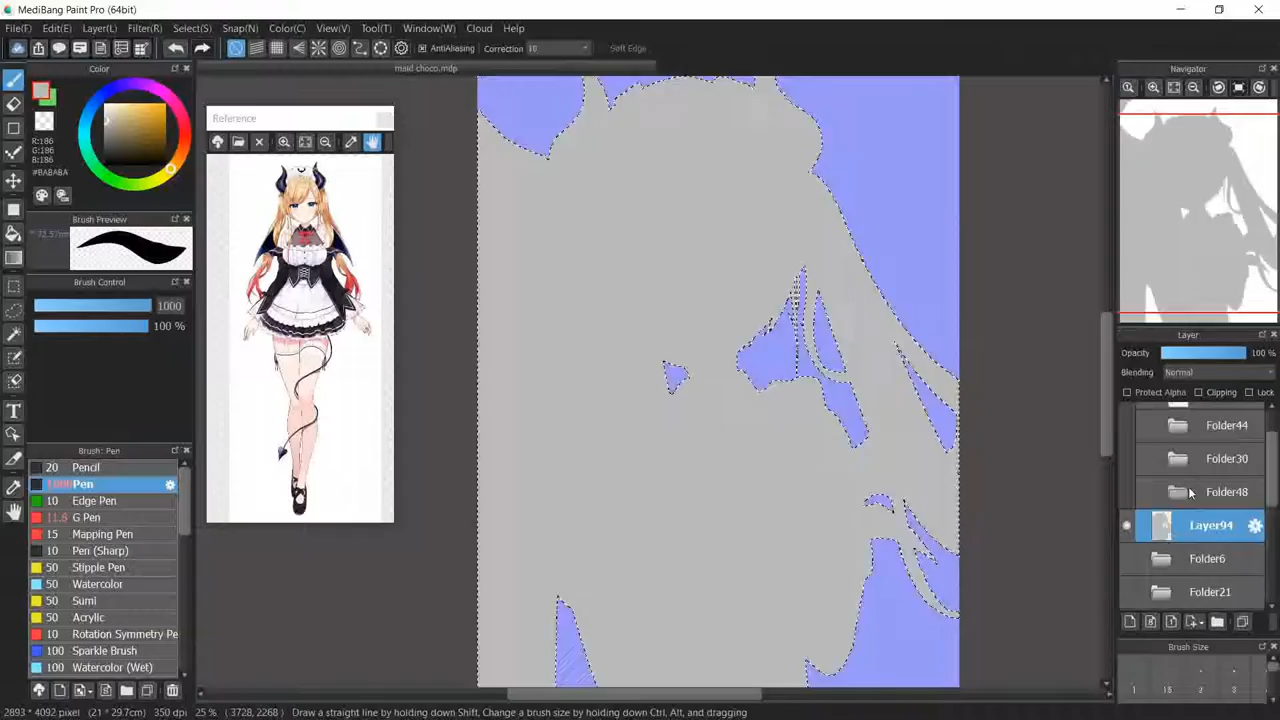 MediBang Paint Pro (64bit)
File(F) Edit(E) Layer(L) Filter(R) Select(S) Snap(N) Color(C) View(V) Tool(T) Window(W) Cloud Help
AntiAliasing Correction 10 Soft Edge
Color
maid choco.mdp
Navigator
R:186
G:186
B:186
#BABABA
Reference
Brush Preview
Brush Control
1000
100 %
Brush: Pen
20 Pencil
1000 Pen
10 Edge Pen
11.6 G Pen
15 Mapping Pen
10 Pen (Sharp)
50 Stipple Pen
50 Watercolor
50 Sumi
50 Acrylic
10 Rotation Symmetry Pe
100 Sparkle Brush
100 Watercolor (Wet)
Layer
Opacity 100 %
Blending Normal
Protect Alpha Clipping Lock
Folder44
Folder30
Folder48
Layer94
Folder6
Folder21
Brush Size
2893 * 4092 pixel (21 * 29.7cm) 350 dpi 25 % (3728, 2268) Draw a straight line by holding down Shift, Change a brush size by holding down Ctrl, Alt, and dragging